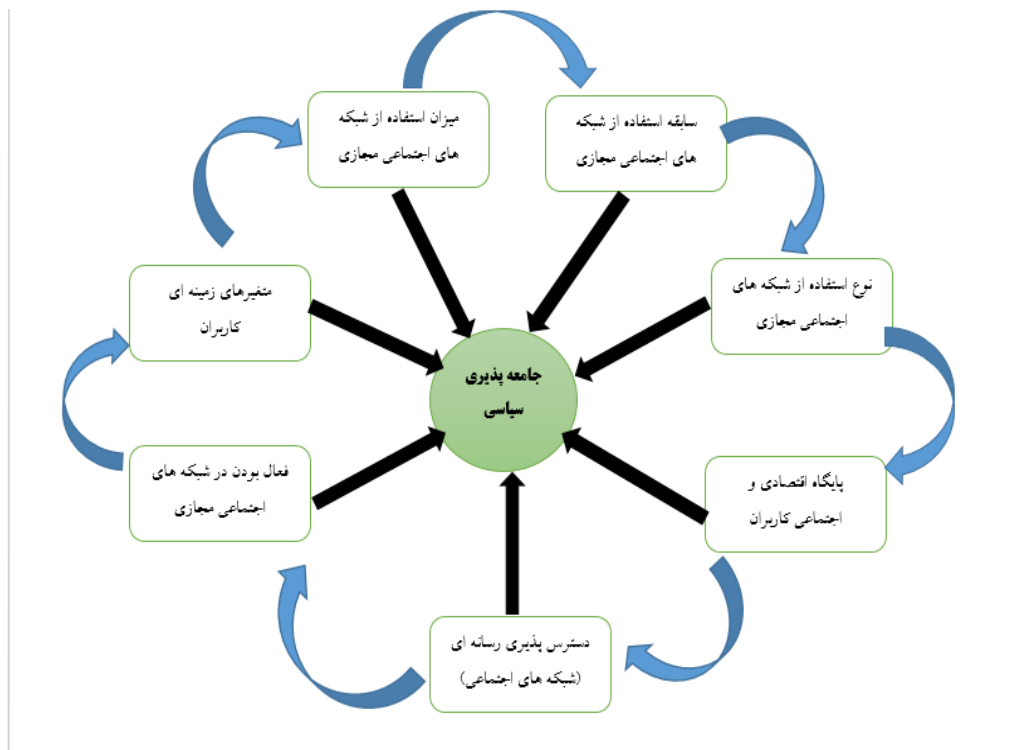 سابقه استفاده از شبکه
های اجتماعی مجازی
میزان استفاده از شبکه
های اجتماعی مجازی
نوع استفاده از شبکه های
اجتماعی مجازی
متغیرهای زمینه ای
کاربران
جامعه پذیری
سیاسی
پایگاه اقتصادی و
اجتماعی کاربران
فعال بودن در شبکه های
اجتماعی مجازی
دسترس پذیری رسانه ای
(شبکه های اجتماعی)